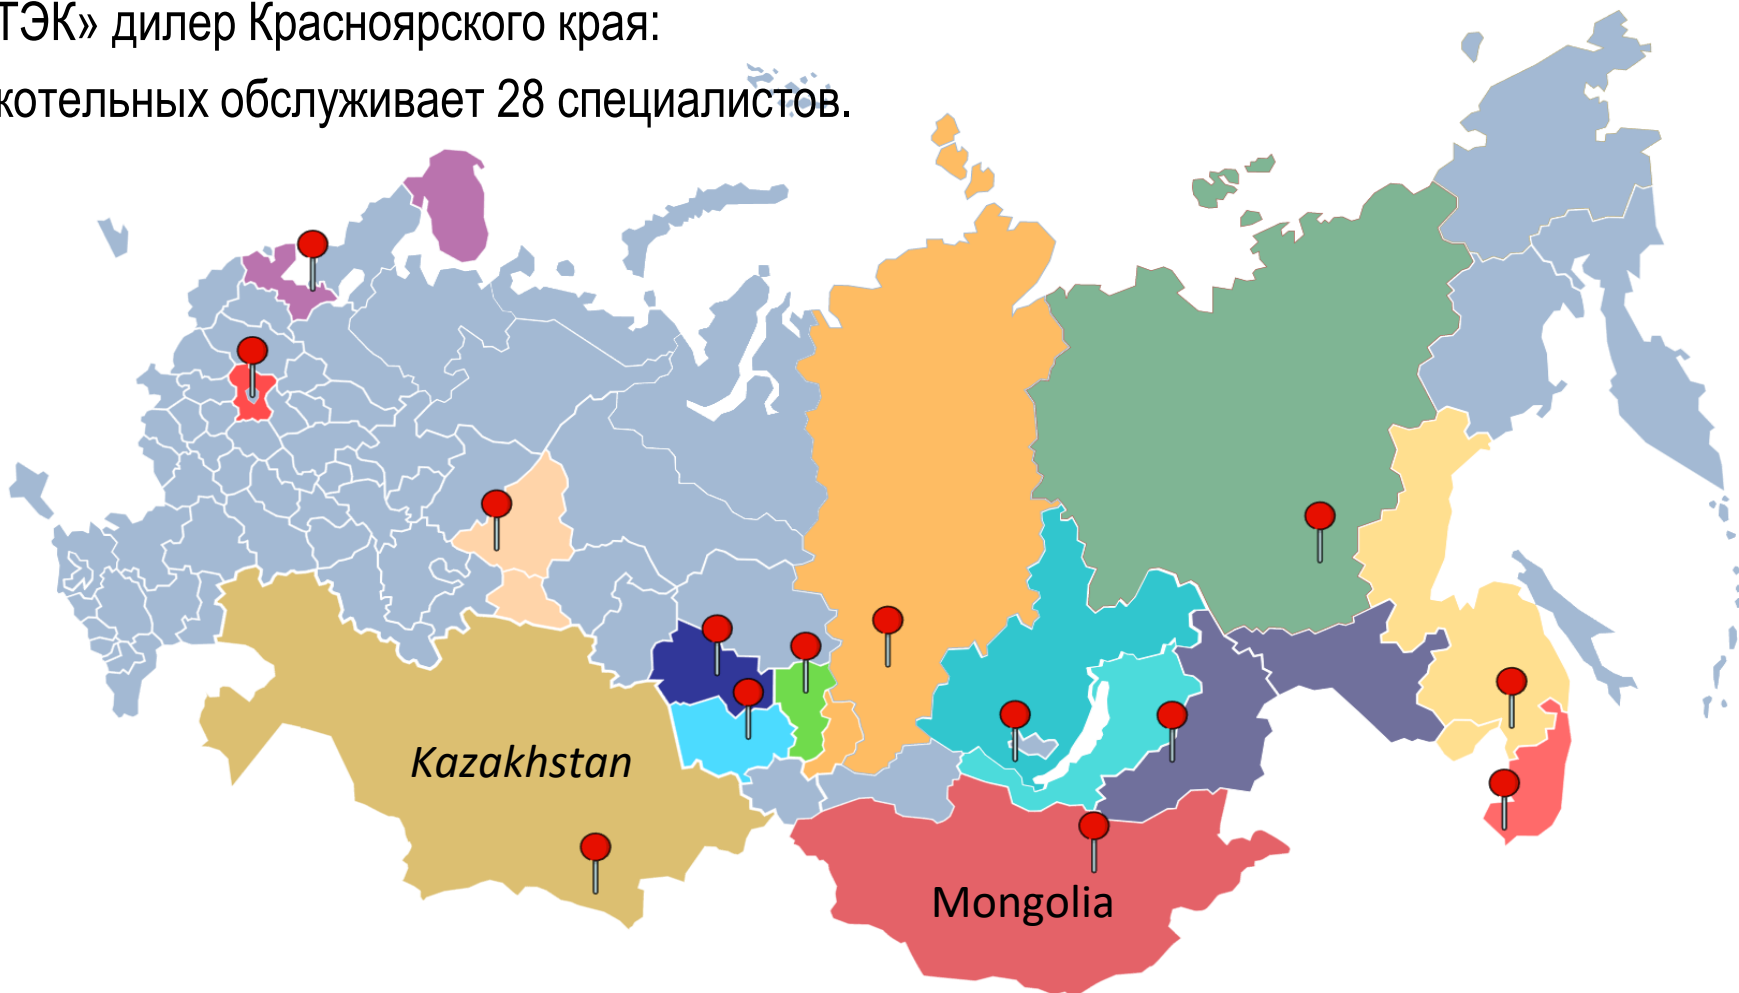 ТЭК» дилер Красноярского края:
котельных обслуживает 28 специалистов.
Kazakhstan
Mongolia